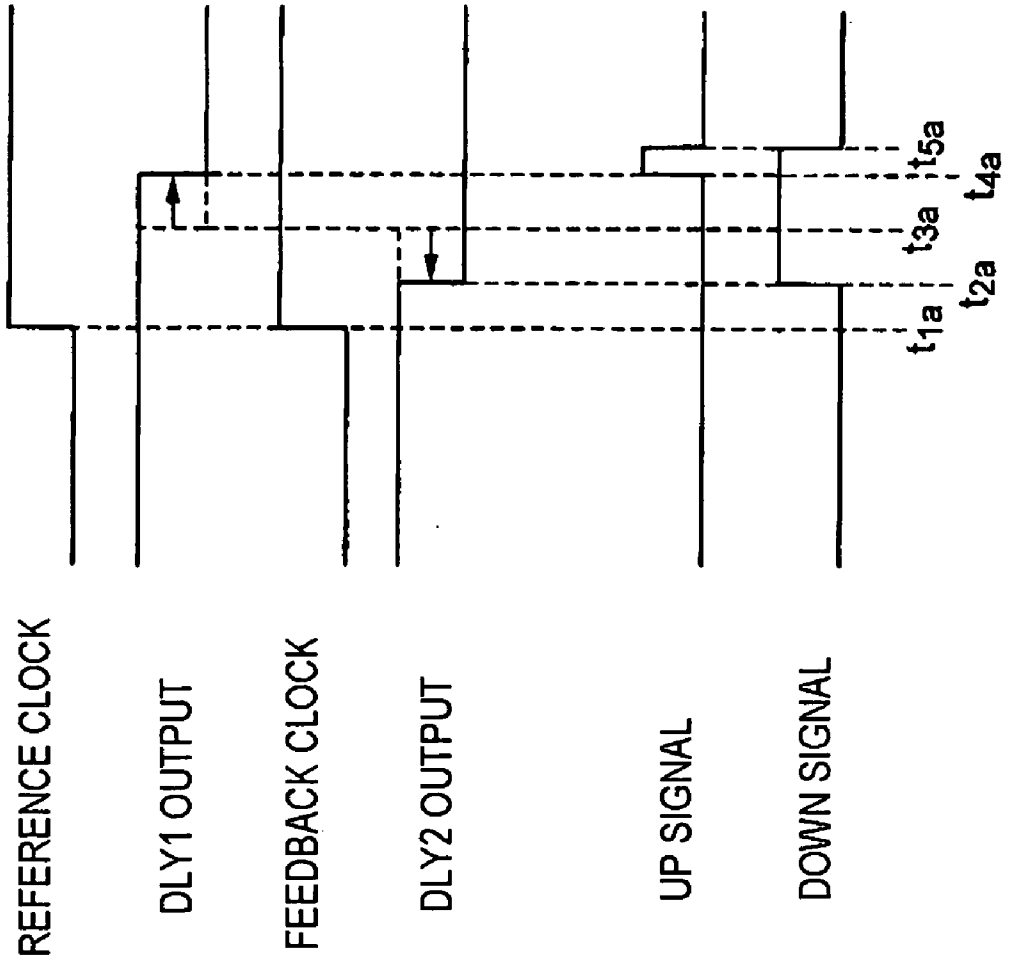 REFERENCE CLOCK
DLY1 OUTPUT
FEEDBACK CLOCK
DLY2 OUTPUT
UP SIGNAL
DOWN SIGNAL
t1a
t2a
t3a
t4a
t5a